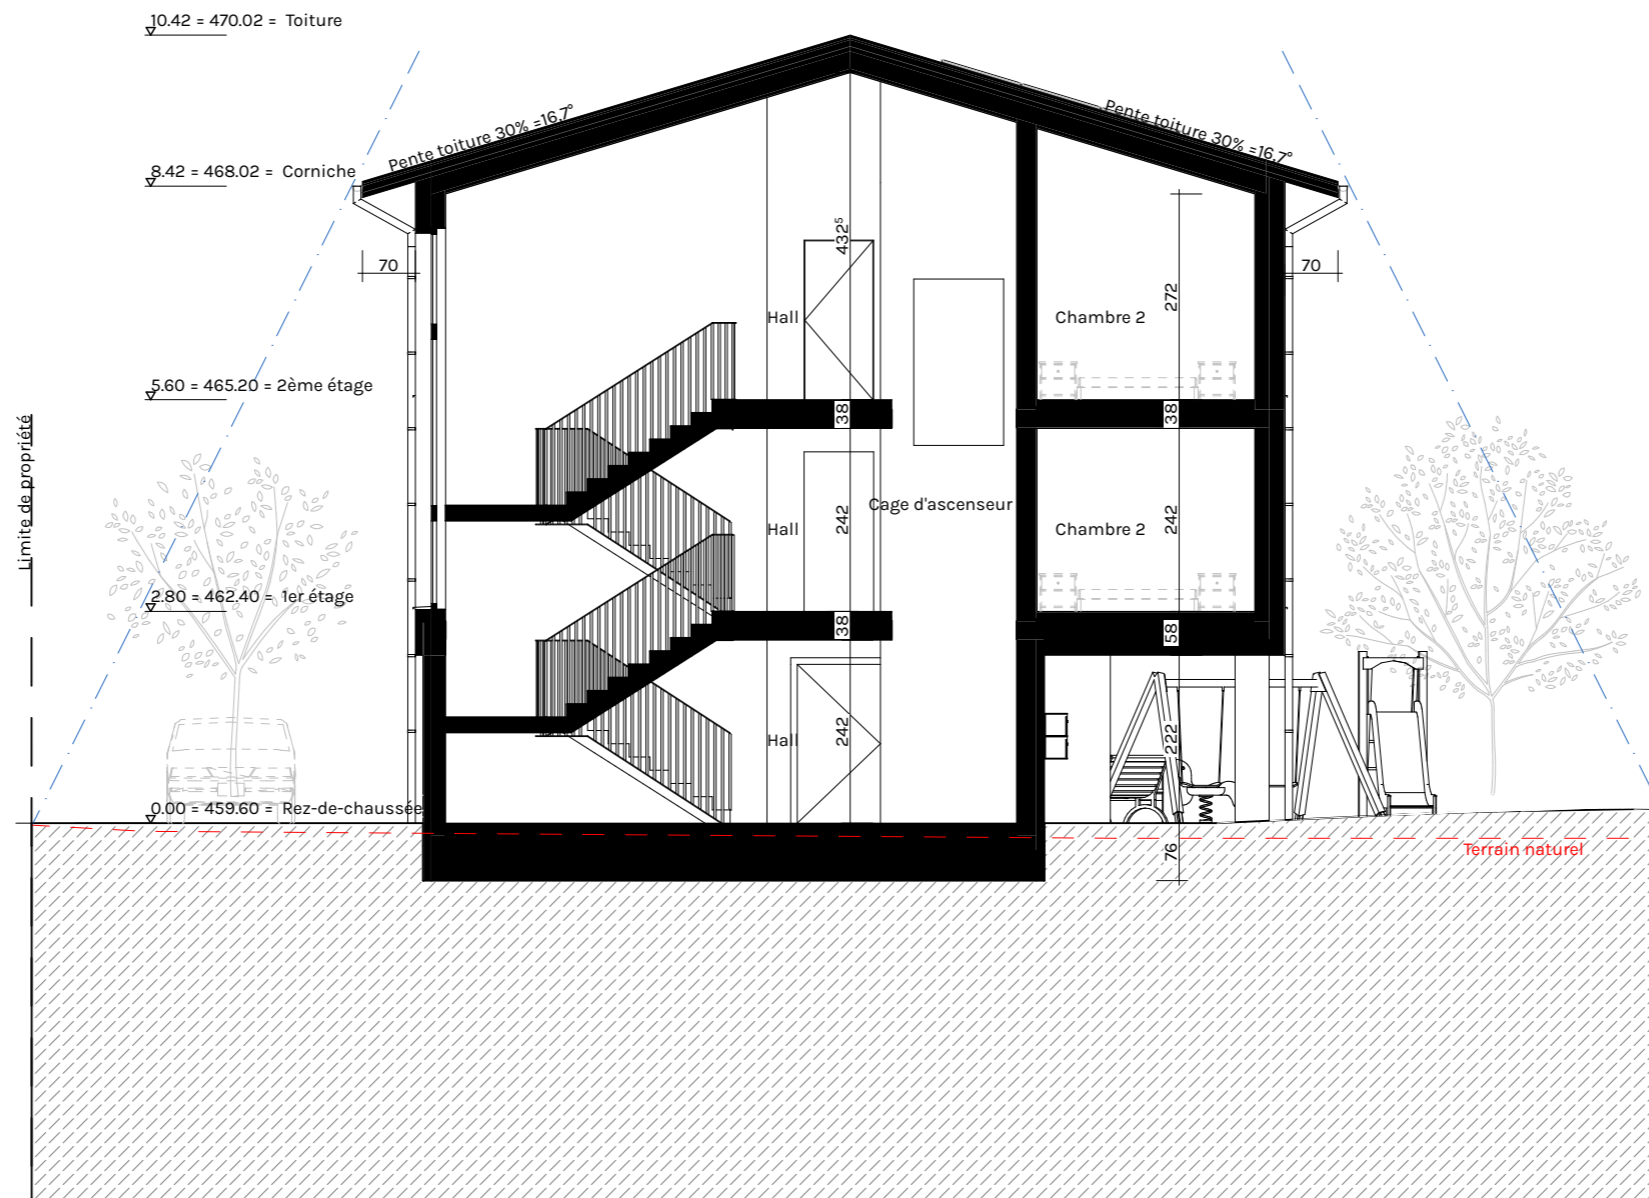 10.42 = 470.02 = Toiture
Pente toiture 30% =16,7°
Pente toiture 30% =16,7°
8.42 = 468.02 = Corniche
432⁵
70
70
272
Hall
Chambre 2
5.60 = 465.20 = 2ème étage
38
38
Limite de propriété
Cage d'ascenseur
Hall
242
Chambre 2
242
2.80 = 462.40 = 1er étage
38
58
Hall
242
222
0.00 = 459.60 = Rez-de-chaussée
76
Terrain naturel